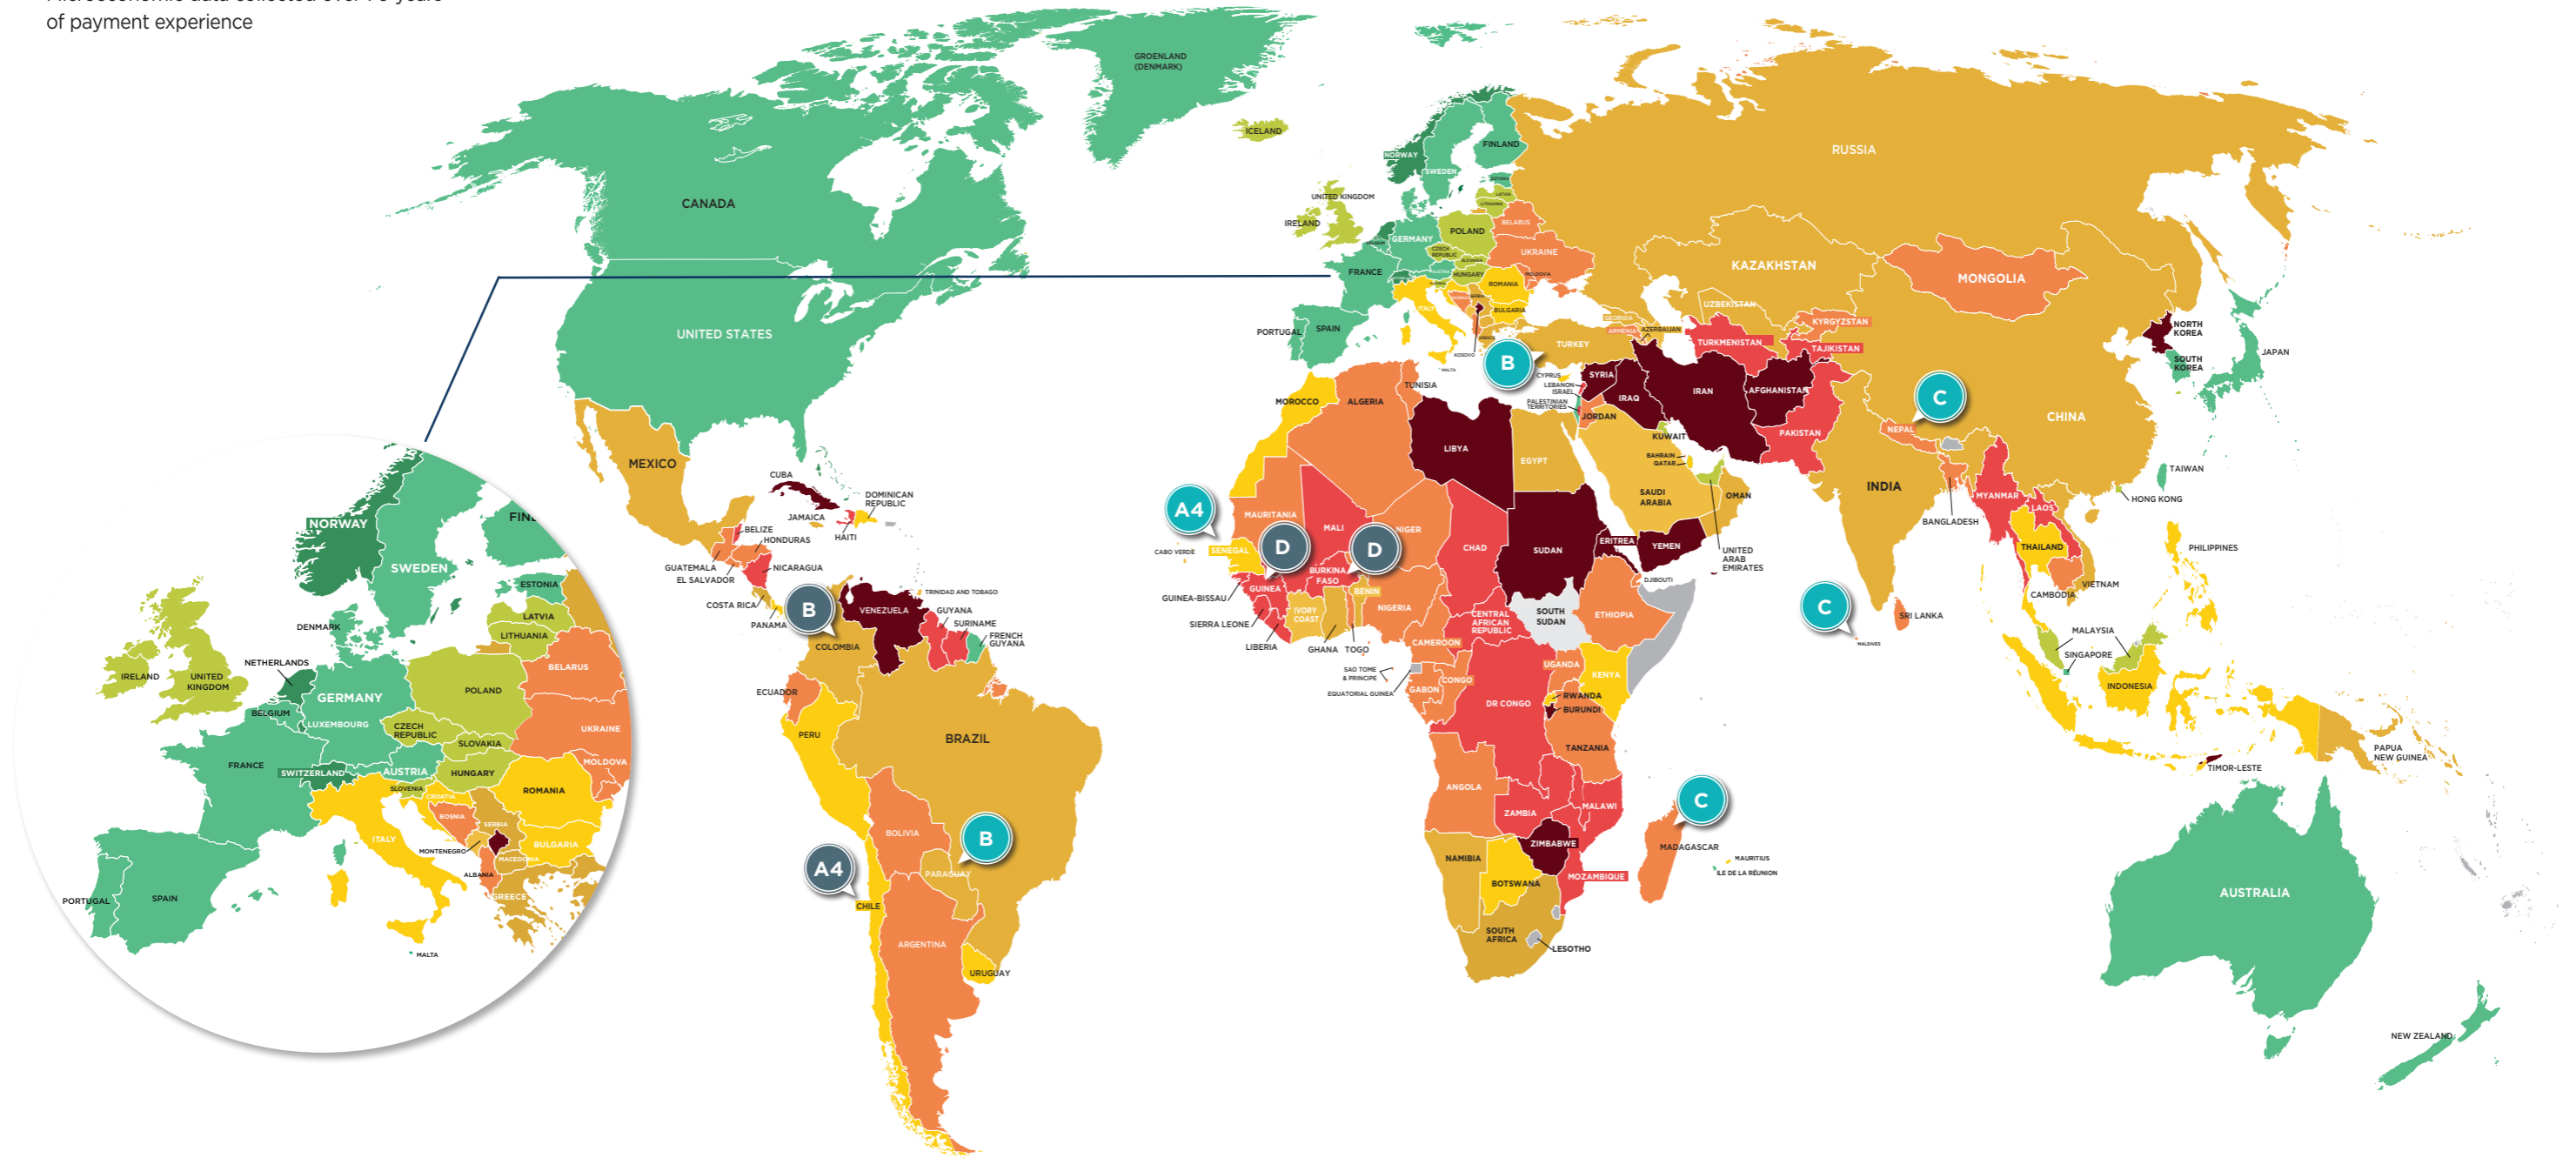 of payment experience
GROENLAND
(DENMARK)
ICELAND
CANADA
UNITED STATES
MEXICO
CUBA
JAMAICA
HAITI
DOMINICAN
REPUBLIC
BELIZE
HONDURAS
GUATEMALA
EL SALVADOR
NICARAGUA
COSTA RICA
PANAMA
B
TRINIDAD AND TOBAGO
VENEZUELA
GUYANA
SURINAME
FRENCH
GUYANA
COLOMBIA
ECUADOR
PERU
BRAZIL
BOLIVIA
B
PARAGUAY
A4
CHILE
ARGENTINA
URUGUAY
NORWAY
SWEDEN
FINLAND
ESTONIA
LATVIA
LITHUANIA
UNITED KINGDOM
IRELAND
BELARUS
POLAND
GERMANY
CZECH
REPUBLIC
UKRAINE
FRANCE
HUNGARY
MOLDOVIA
ROMANIA
ITALY
BULGARIA
PORTUGAL
SPAIN
KOSOVO
MALTA
B
TURKEY
GEORGIA
ARMENIA
AZERBAIJAN
RUSSIA
KAZAKHSTAN
UZBEKISTAN
TURKMENISTAN
KYRGYZSTAN
TAJIKISTAN
MONGOLIA
NORTH
KOREA
SOUTH
KOREA
JAPAN
CHINA
TAIWAN
HONG KONG
CYPRUS
LEBANON
ISRAEL
PALESTINIAN
TERRITORIES
SYRIA
IRAQ
JORDAN
IRAN
AFGHANISTAN
PAKISTAN
KUWAIT
BAHRAIN
QATAR
SAUDI
ARABIA
OMAN
YEMEN
UNITED
ARAB
EMIRATES
C
NEPAL
INDIA
BANGLADESH
MYANMAR
LAOS
THAILAND
VIETNAM
CAMBODIA
PHILIPPINES
SRI LANKA
C
MALDIVES
MALAYSIA
SINGAPORE
INDONESIA
TIMOR-LESTE
PAPUA
NEW GUINEA
AUSTRALIA
NEW ZEALAND
MOROCCO
ALGERIA
TUNISIA
LIBYA
EGYPT
A4
CABO VERDE
SENEGAL
MAURITANIA
MALI
NIGER
CHAD
SUDAN
ERITREA
DJIBOUTI
D
D
GUINEA-BISSAU
GUINEA
BURKINA
FASO
BENIN
SIERRA LEONE
LIBERIA
IVORY
COAST
GHANA
TOGO
NIGERIA
CAMEROON
CENTRAL
AFRICAN
REPUBLIC
SOUTH
SUDAN
ETHIOPIA
SAO TOME
& PRINCIPE
EQUATORIAL GUINEA
GABON
CONGO
DR CONGO
UGANDA
KENYA
RWANDA
BURUNDI
TANZANIA
ANGOLA
ZAMBIA
MALAWI
ZIMBABWE
MOZAMBIQUE
NAMIBIA
BOTSWANA
SOUTH
AFRICA
LESOTHO
C
MADAGASCAR
MAURITIUS
ILE DE LA RÉUNION
NORWAY
SWEDEN
ESTONIA
LATVIA
LITHUANIA
DENMARK
NETHERLANDS
IRELAND
UNITED
KINGDOM
BELARUS
GERMANY
POLAND
BELGIUM
LUXEMBOURG
CZECH
REPUBLIC
UKRAINE
SLOVAKIA
FRANCE
SWITZERLAND
AUSTRIA
HUNGARY
MOLDOVA
SLOVENIA
CROATIA
ROMANIA
BOSNIA
SERBIA
ITALY
MONTENEGRO
BULGARIA
MACEDONIA
ALBANIA
GREECE
PORTUGAL
SPAIN
MALTA